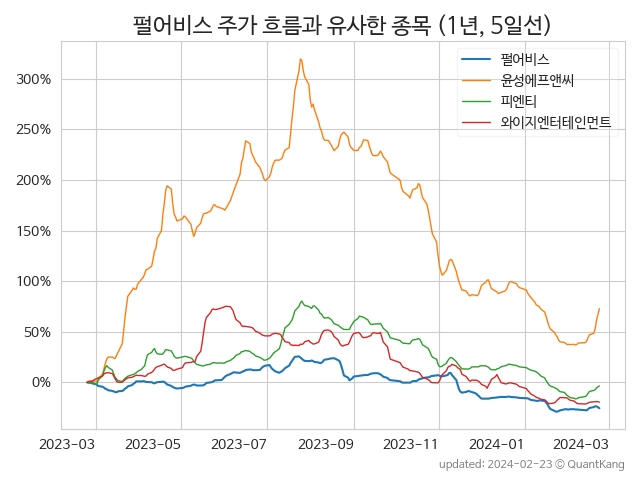 펄어비스 주가 흐름과 유사한 종목 (1년, 5일선)
펄어비스
윤성에프앤씨
피엔티
와이지엔터테인먼트
300%
250%
200%
150%
100%
50%
0%
2023-03 2023-05 2023-07 2023-09 2023-11 2024-01 2024-03
updated: 2024-02-23 © QuantKang